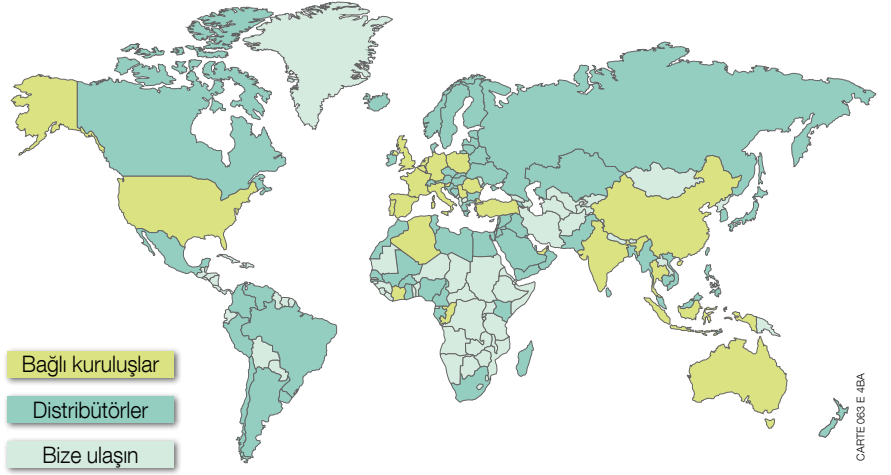 Bağlı kuruluşlar
Distribütörler
Bize ulaşın
CARTE 063 E 4BA